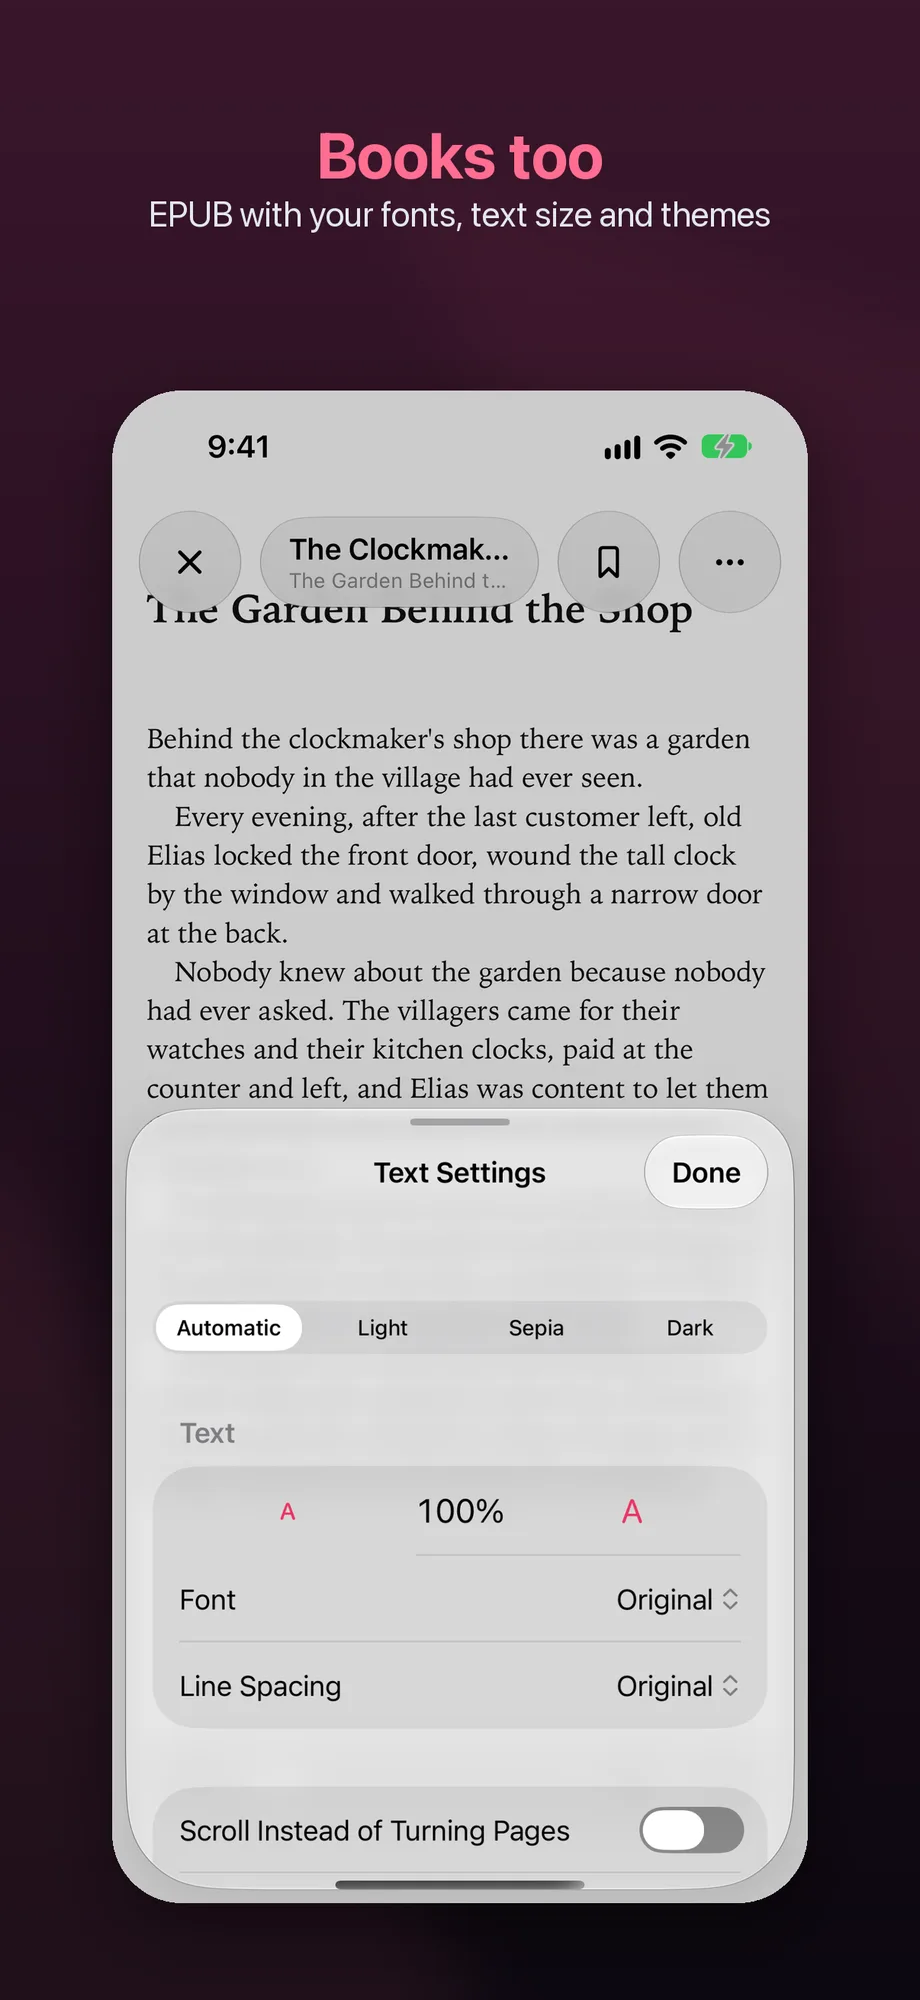 Books too
EPUB with your fonts, text size and themes
9:41
The Clockmak...
The Garden Behind t...
The Garden Behind the Shop
Behind the clockmaker's shop there was a garden
that nobody in the village had ever seen.
Every evening, after the last customer left, old
Elias locked the front door, wound the tall clock
by the window and walked through a narrow door
at the back.
Nobody knew about the garden because nobody
had ever asked. The villagers came for their
watches and their kitchen clocks, paid at the
counter and left, and Elias was content to let them
Text Settings
Done
Automatic Light Sepia Dark
Text
A 100% A
Font Original
Line Spacing Original
Scroll Instead of Turning Pages